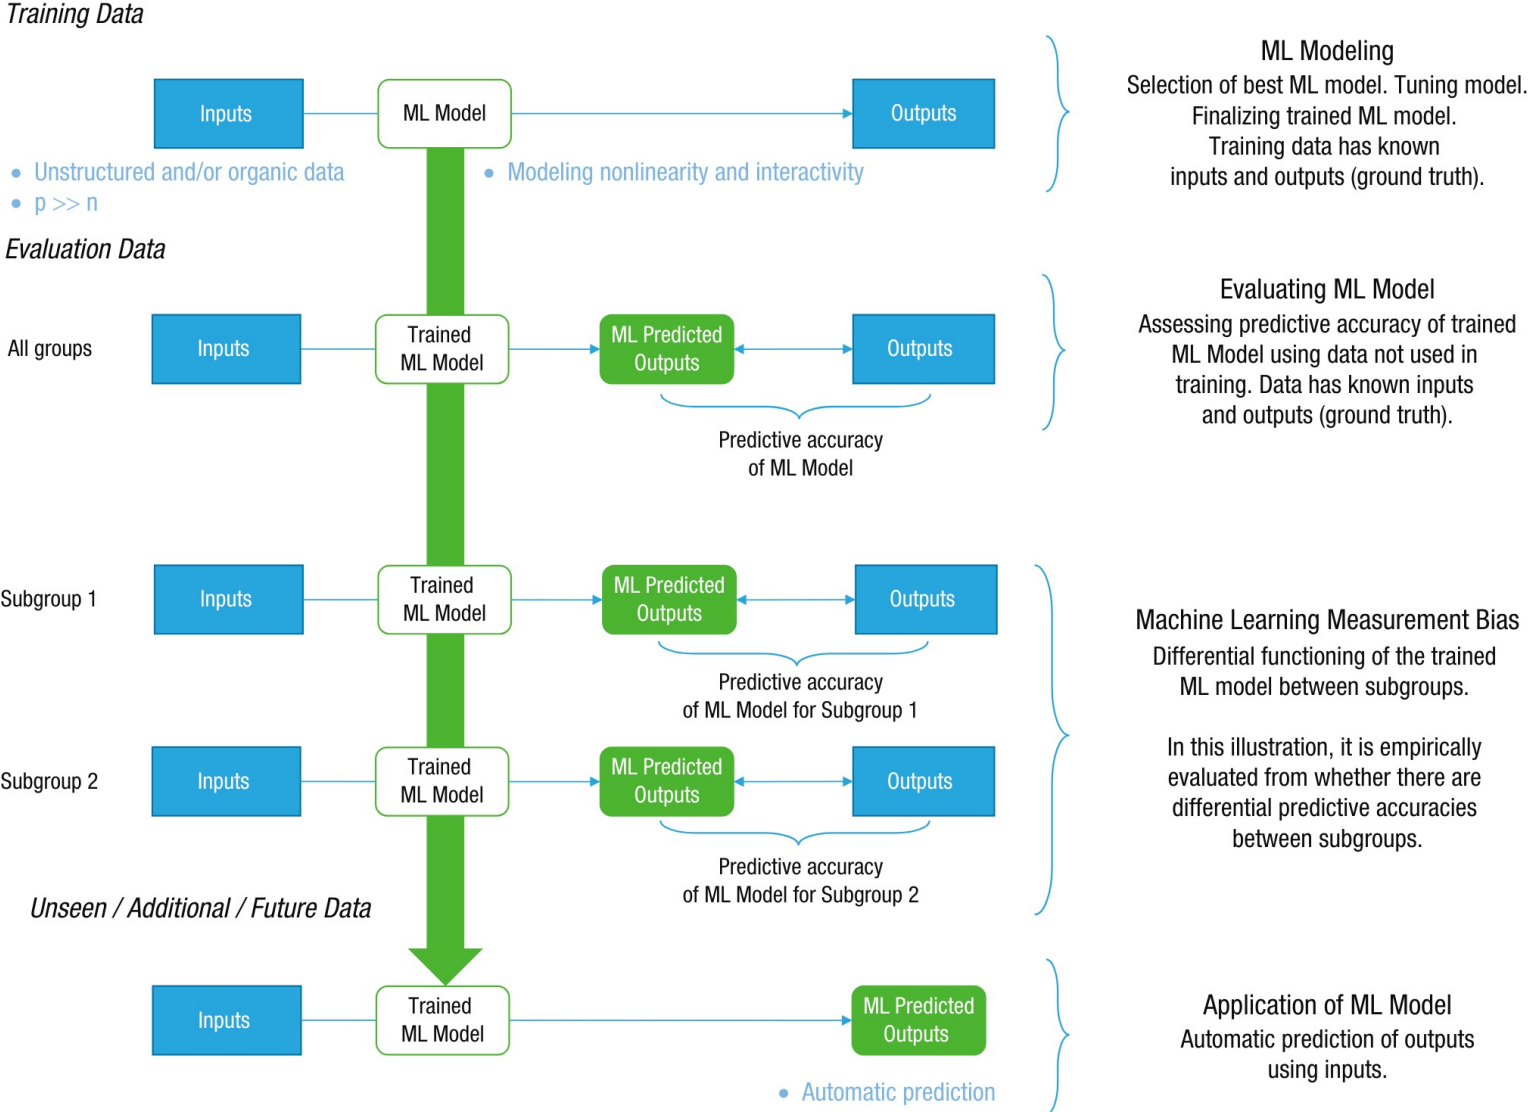 Training Data
Inputs
ML Model
Outputs
• Unstructured and/or organic data
• p >> n
• Modeling nonlinearity and interactivity
ML Modeling
Selection of best ML model. Tuning model.
Finalizing trained ML model.
Training data has known
inputs and outputs (ground truth).
Evaluation Data
All groups
Inputs
Trained
ML Model
ML Predicted
Outputs
Outputs
Predictive accuracy
of ML Model
Evaluating ML Model
Assessing predictive accuracy of trained
ML Model using data not used in
training. Data has known inputs
and outputs (ground truth).
Subgroup 1
Inputs
Trained
ML Model
ML Predicted
Outputs
Outputs
Predictive accuracy
of ML Model for Subgroup 1
Subgroup 2
Inputs
Trained
ML Model
ML Predicted
Outputs
Outputs
Predictive accuracy
of ML Model for Subgroup 2
Machine Learning Measurement Bias
Differential functioning of the trained
ML model between subgroups.
In this illustration, it is empirically
evaluated from whether there are
differential predictive accuracies
between subgroups.
Unseen / Additional / Future Data
Inputs
Trained
ML Model
ML Predicted
Outputs
• Automatic prediction
Application of ML Model
Automatic prediction of outputs
using inputs.